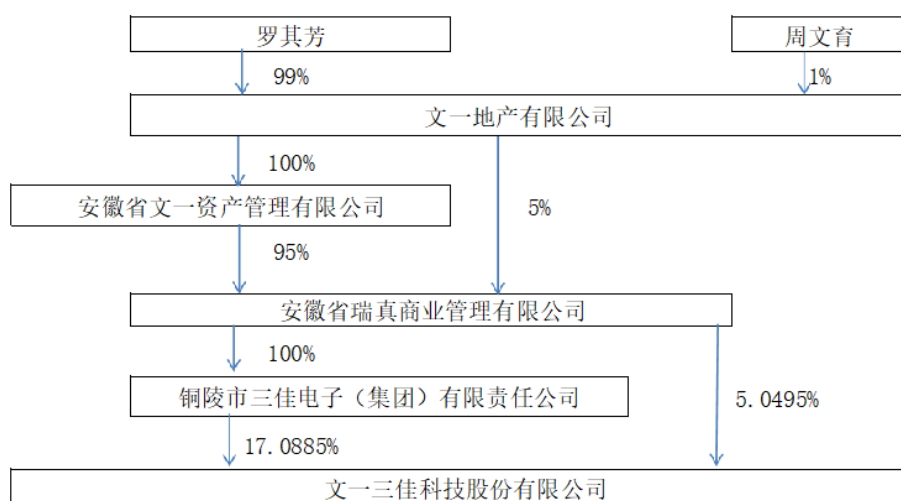 罗其芳
周文育
99%
1%
文一地产有限公司
100%
安徽省文一资产管理有限公司
5%
95%
安徽省瑞真商业管理有限公司
100%
铜陵市三佳电子（集团）有限责任公司
5.0495%
17.0885%
文一三佳科技股份有限公司